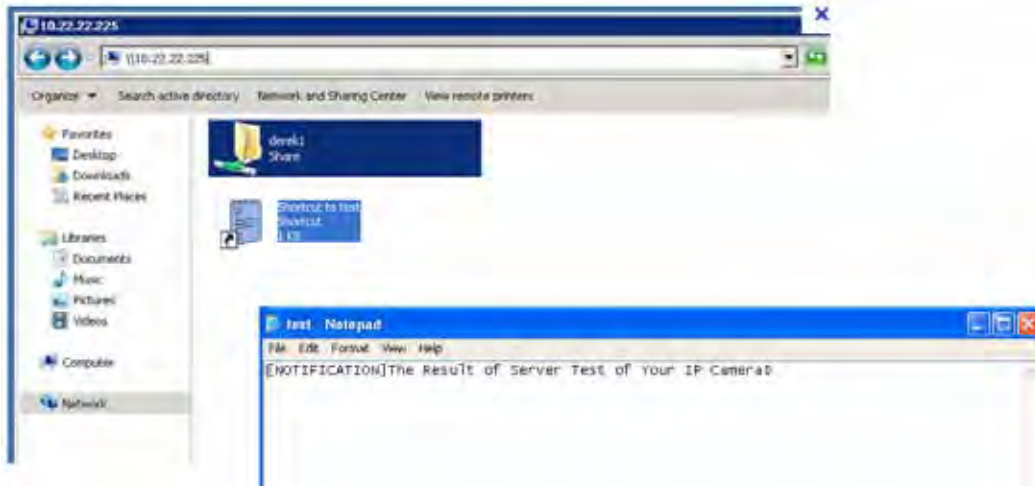 10.22.22.225
\\10.22.22.225
Organize Search active directory Network and Sharing Center View remote printers
Favorites
Desktop
Downloads
Recent Places
Libraries
Documents
Music
Pictures
Videos
Computer
Network
derek1
Share
Shortcut to test
Shortcut
1 KB
test Notepad
File Edit Format View Help
[NOTIFICATION]The Result of Server Test of Your IP Camera